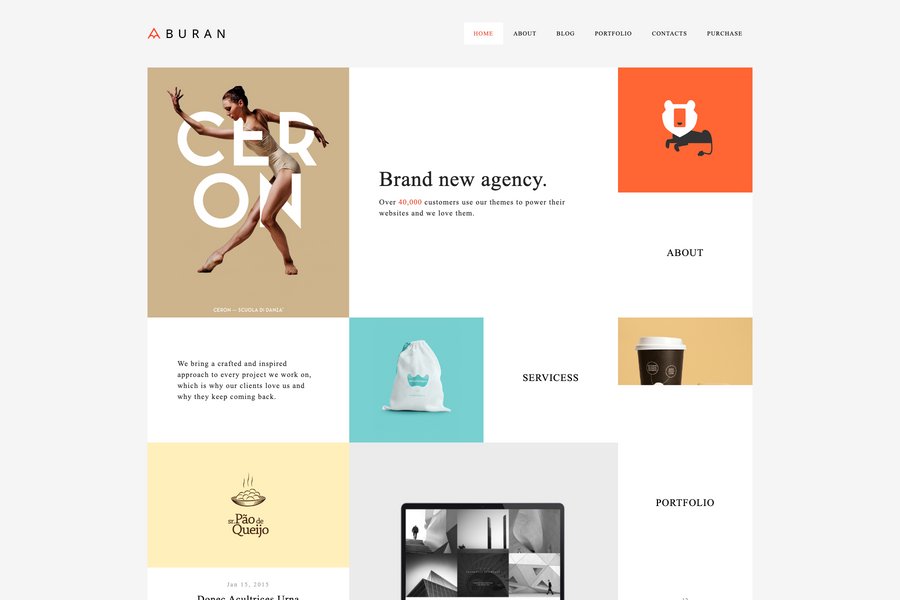 BURAN
HOME
ABOUT
BLOG
PORTFOLIO
CONTACTS
PURCHASE
CERON
CERON — SCUOLA DI DANZA
Brand new agency.
Over 40,000 customers use our themes to power their
websites and we love them.
ABOUT
We bring a crafted and inspired
approach to every project we work on,
which is why our clients love us and
why they keep coming back.
SERVICESS
sr. Pão de
Queijo
PORTFOLIO
Jan 15, 2015
Donec Acultrices Urna